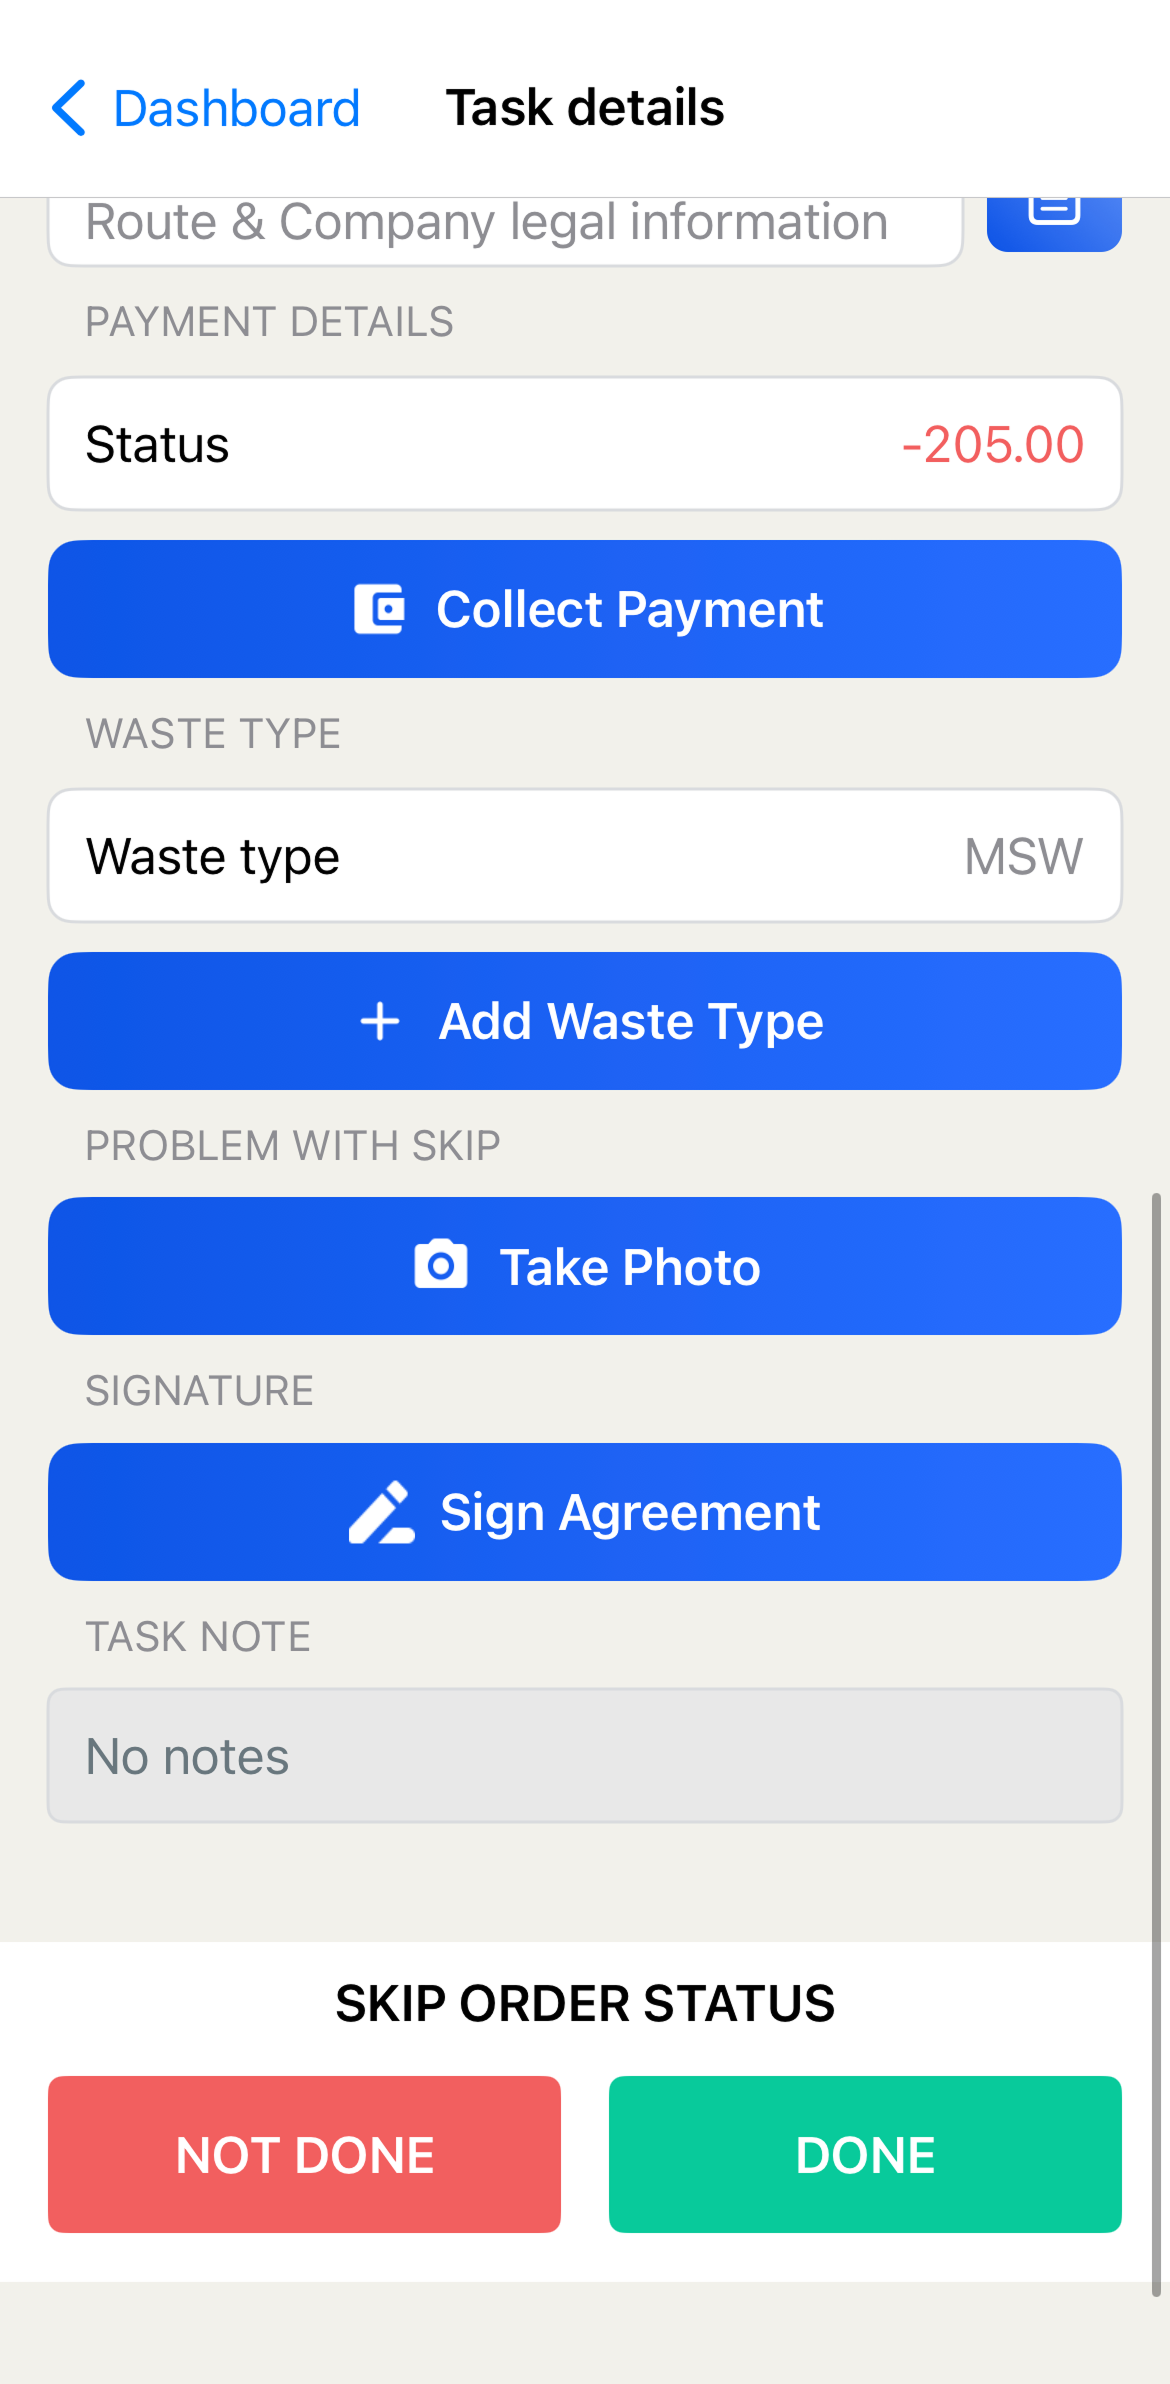 Dashboard
Task details
Route & Company legal information
PAYMENT DETAILS
Status
-205.00
Collect Payment
WASTE TYPE
Waste type
MSW
Add Waste Type
PROBLEM WITH SKIP
Take Photo
SIGNATURE
Sign Agreement
TASK NOTE
No notes
SKIP ORDER STATUS
NOT DONE
DONE